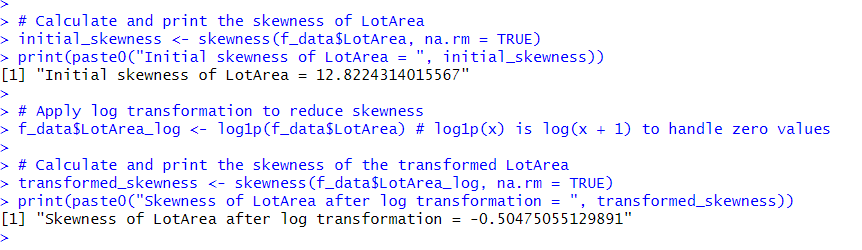 >
> # Calculate and print the skewness of LotArea
> initial_skewness <- skewness(f_data$LotArea, na.rm = TRUE)
> print(paste0("Initial skewness of LotArea = ", initial_skewness))
[1] "Initial skewness of LotArea = 12.8224314015567"
>
> # Apply log transformation to reduce skewness
> f_data$LotArea_log <- log1p(f_data$LotArea) # log1p(x) is log(x + 1) to handle zero values
>
> # Calculate and print the skewness of the transformed LotArea
> transformed_skewness <- skewness(f_data$LotArea_log, na.rm = TRUE)
> print(paste0("Skewness of LotArea after log transformation = ", transformed_skewness))
[1] "Skewness of LotArea after log transformation = -0.50475055129891"
>